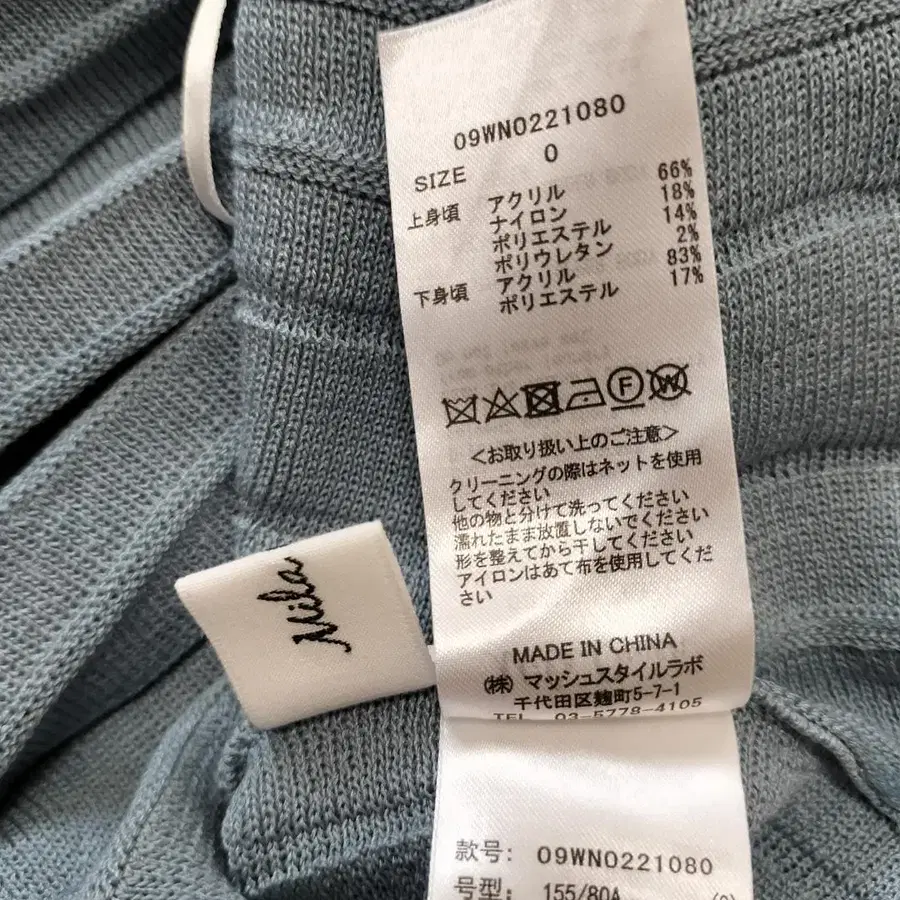 09WN0221080
SIZE 0
上身頃 アクリル 66%
ナイロン 18%
ポリエステル 14%
ポリウレタン 2%
下身頃 アクリル 83%
ポリエステル 17%
F W
<お取り扱い上のご注意>
クリーニングの際はネットを使用
してください
他の物と分けて洗ってください
濡れたまま放置しないでください
形を整えてから干してください
アイロンはあて布を使用してくだ
さい
MADE IN CHINA
(株) マッシュスタイルラボ
千代田区麹町5-7-1
TEL 03-5778-4105
Mila
款号: 09WN0221080
号型: 155/80A (0)